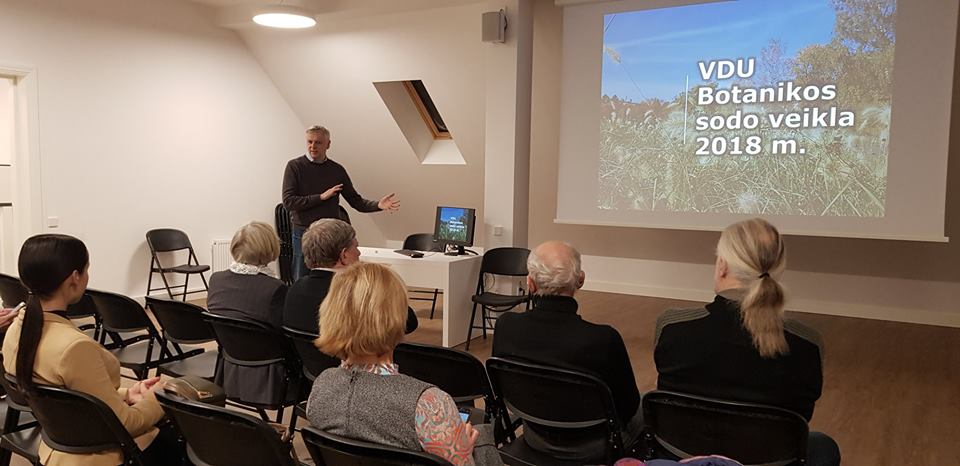 VDU
Botanikos
sodo veikla
2018 m.